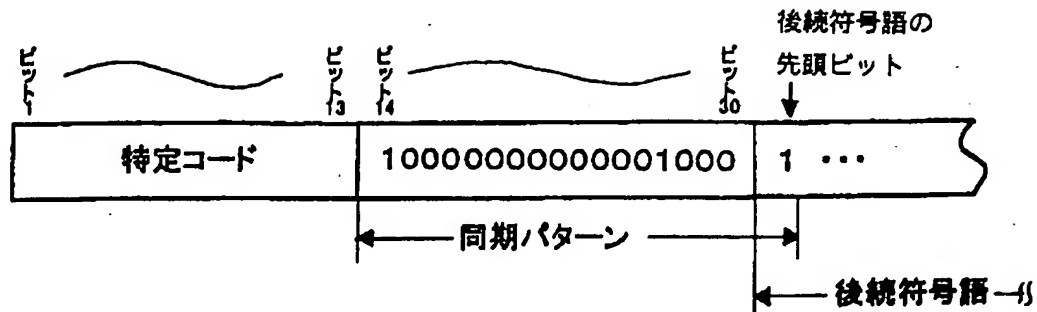 後続符号語の
先頭ビット
ビット1
ビット13
ビット14
ビット30
特定コード
10000000000001000
1 ・・・
同期パターン
後続符号語